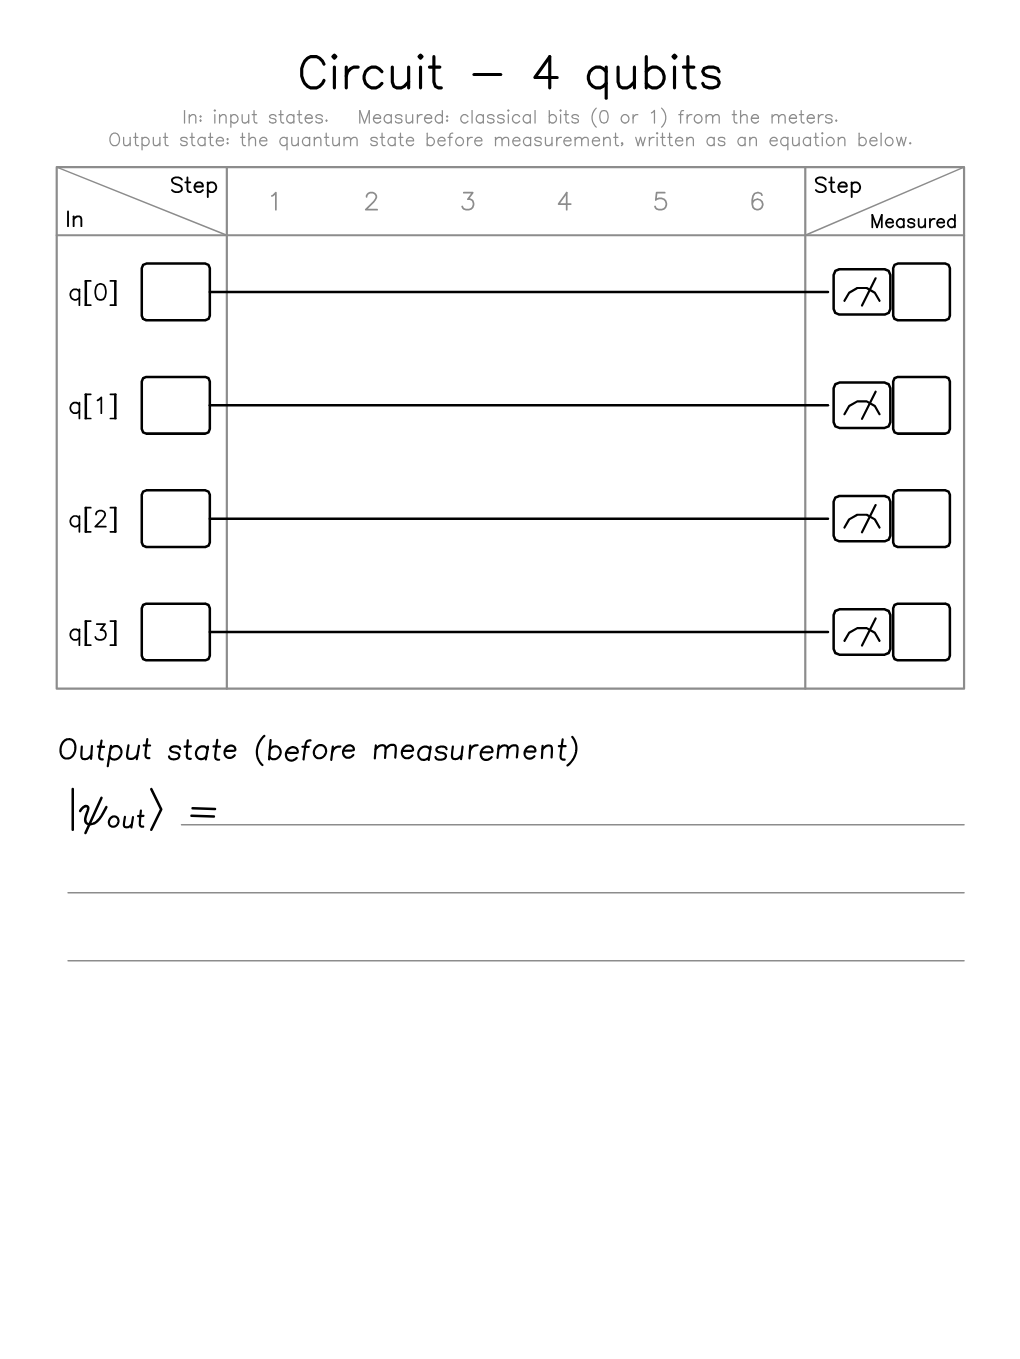 Circuit – 4 qubits
In: input states. Measured: classical bits (0 or 1) from the meters.
Output state: the quantum state before measurement, written as an equation below.
Step
In
1 2 3 4 5 6
Step
Measured
q[0]
q[1]
q[2]
q[3]
Output state (before measurement)
|ψout⟩ =